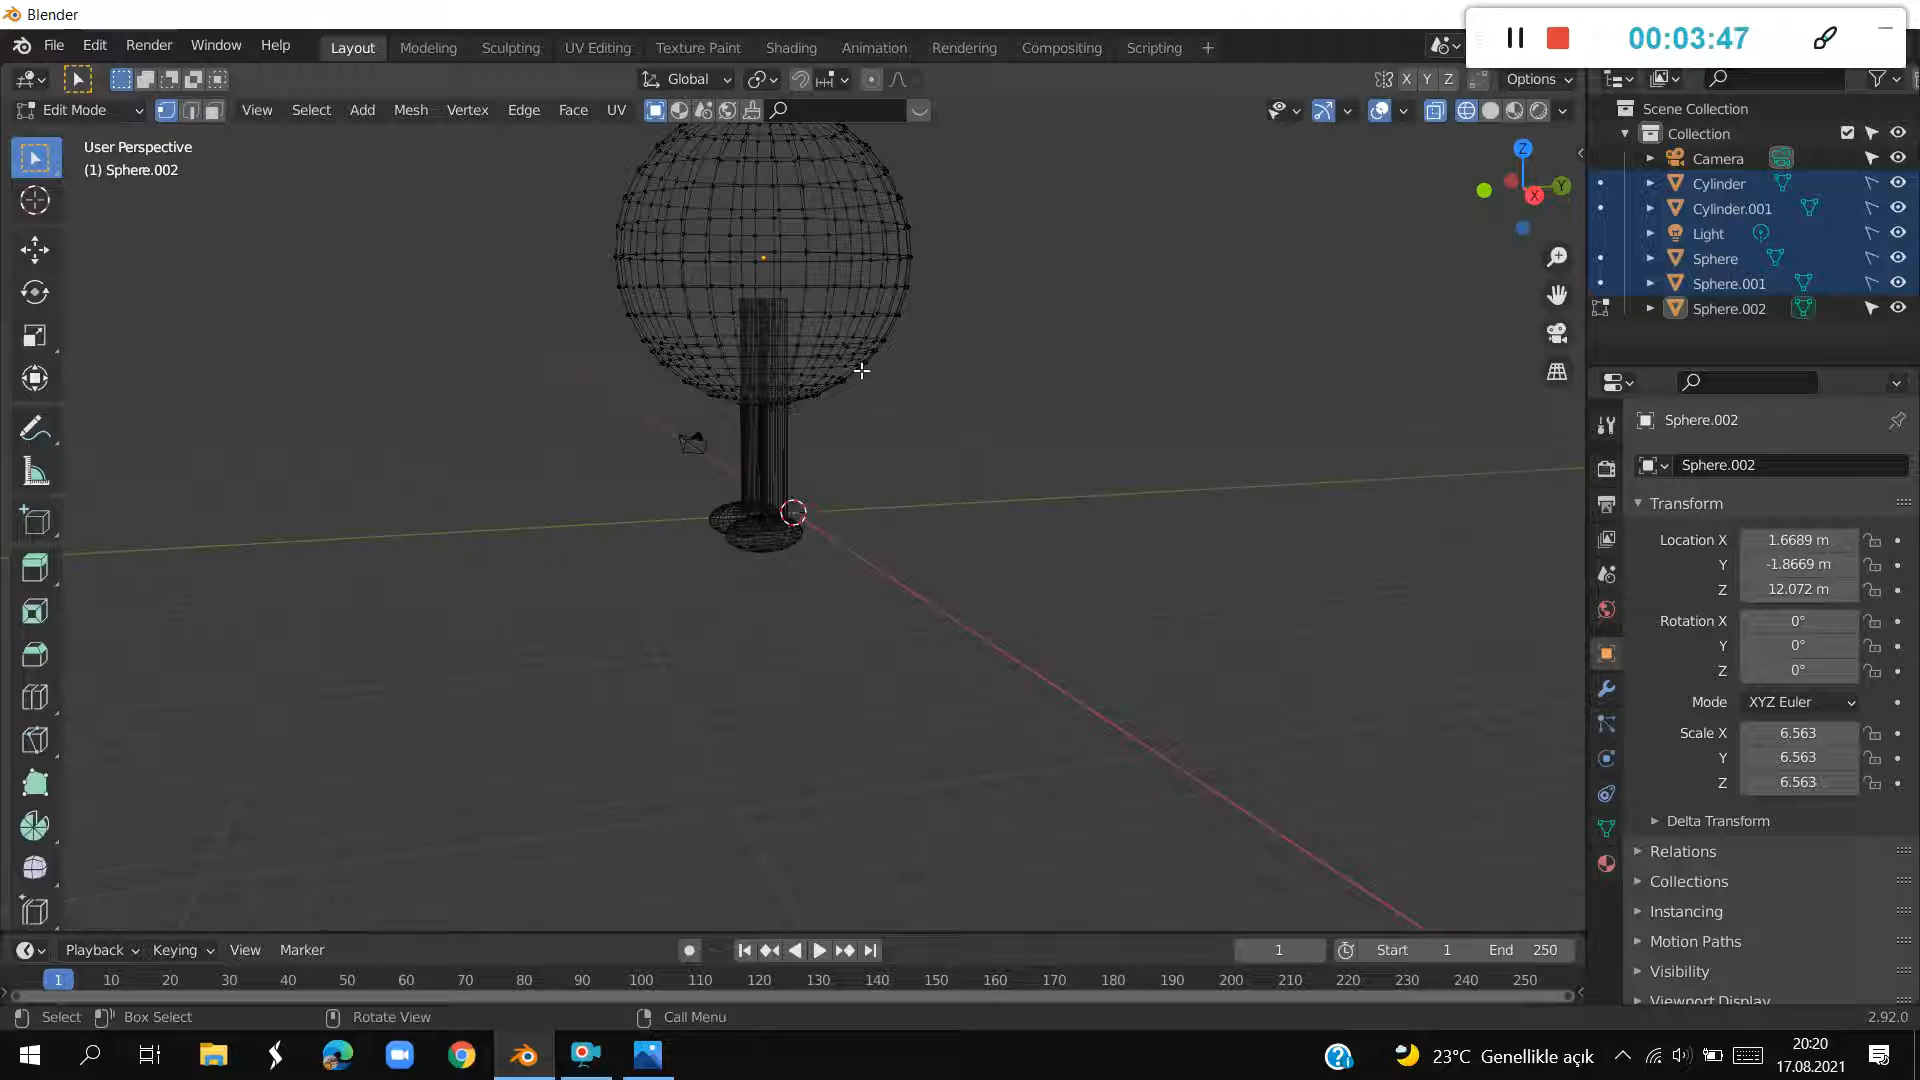 Blender
File Edit Render Window Help Layout Modeling Sculpting UV Editing Texture Paint Shading Animation Rendering Compositing Scripting +
00:03:47
Global
X Y Z Options
Edit Mode View Select Add Mesh Vertex Edge Face UV
User Perspective
(1) Sphere.002
Z
Y
X
Scene Collection
Collection
Camera
Cylinder
Cylinder.001
Light
Sphere
Sphere.001
Sphere.002
Sphere.002
Sphere.002
Transform
Location X 1.6689 m
Y -1.8669 m
Z 12.072 m
Rotation X 0°
Y 0°
Z 0°
Mode XYZ Euler
Scale X 6.563
Y 6.563
Z 6.563
Delta Transform
Relations
Collections
Instancing
Motion Paths
Visibility
Viewport Display
Playback Keying View Marker
1 Start 1 End 250
1 10 20 30 40 50 60 70 80 90 100 110 120 130 140 150 160 170 180 190 200 210 220 230 240 250
Select Box Select Rotate View Call Menu 2.92.0
23°C Genellikle açık
20:20
17.08.2021